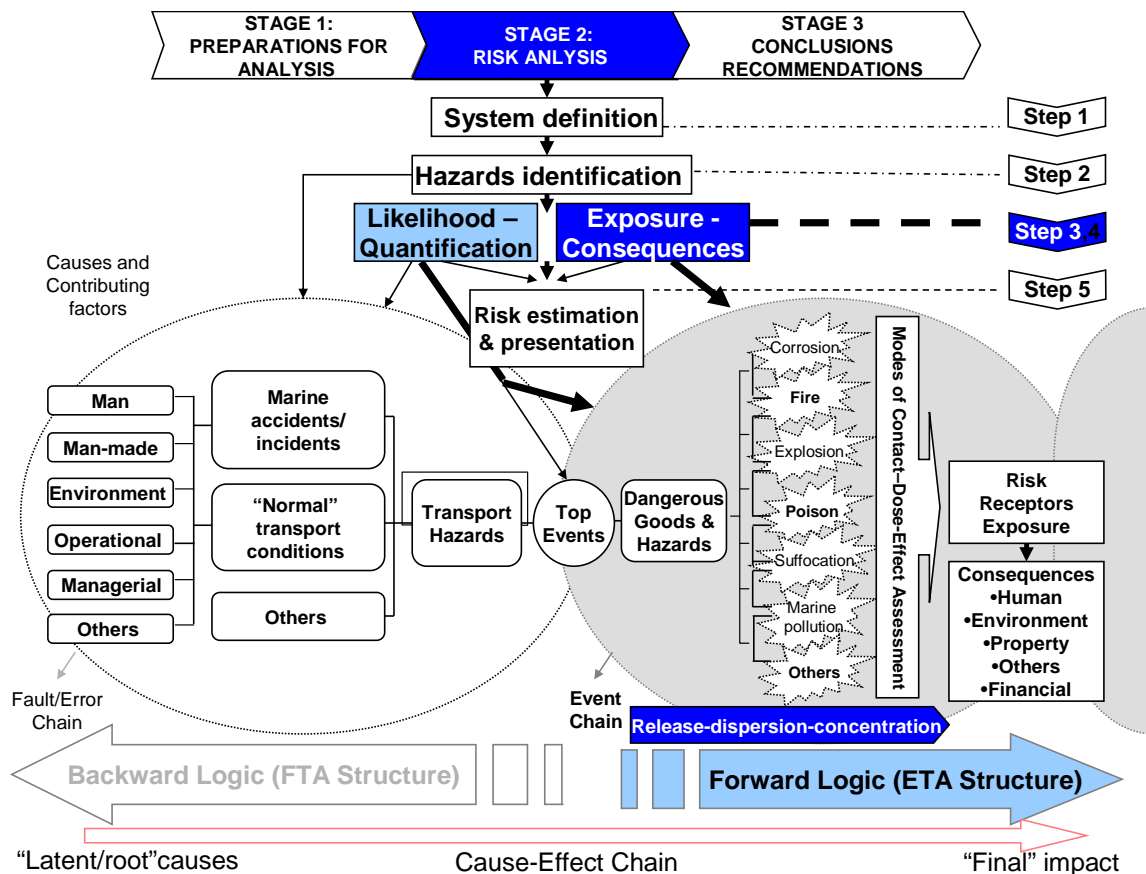 STAGE 1:
PREPARATIONS FOR
ANALYSIS
STAGE 2:
RISK ANLYSIS
STAGE 3
CONCLUSIONS
RECOMMENDATIONS
System definition
Step 1
Hazards identification
Step 2
Likelihood –
Quantification
Exposure -
Consequences
Step 3,4
Causes and
Contributing
factors
Step 5
Risk estimation
& presentation
Man
Man-made
Environment
Operational
Managerial
Others
Marine
accidents/
incidents
“Normal”
transport
conditions
Others
Transport
Hazards
Top
Events
Dangerous
Goods &
Hazards
Corrosion
Fire
Explosion
Poison
Suffocation
Marine
pollution
Others
Modes of Contact–Dose-Effect Assessment
Risk
Receptors
Exposure
Consequences
•Human
•Environment
•Property
•Others
•Financial
Fault/Error
Chain
Event
Chain
Release-dispersion-concentration
Backward Logic (FTA Structure)
Forward Logic (ETA Structure)
“Latent/root”causes
Cause-Effect Chain
“Final” impact